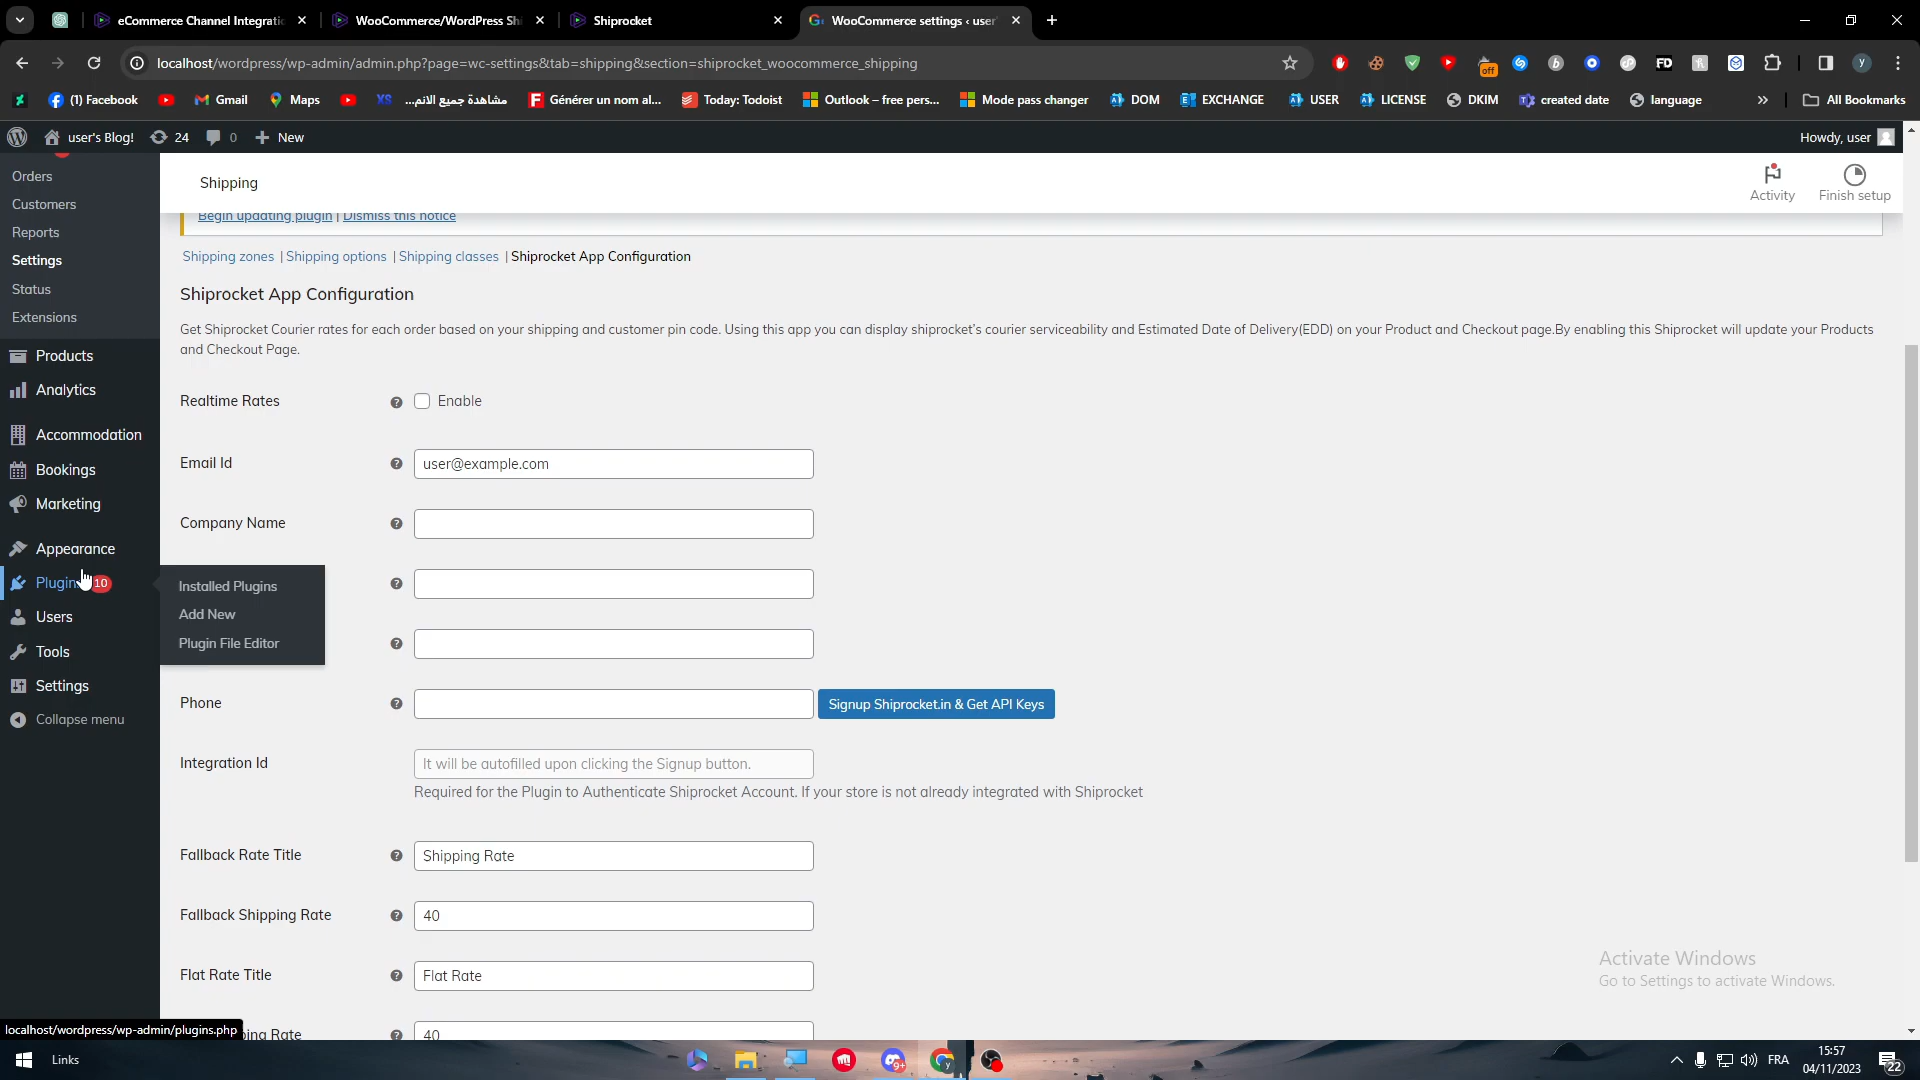 eCommerce Channel Integratio
WooCommerce/WordPress Shi
Shiprocket
WooCommerce settings ‹ user'
localhost/wordpress/wp-admin/admin.php?page=wc-settings&tab=shipping&section=shiprocket_woocommerce_shipping
off
FD
y
(1) Facebook
Gmail
Maps
XS
مشاهدة جميع الانم...
Générer un nom al...
Today: Todoist
Outlook – free pers...
Mode pass changer
DOM
EXCHANGE
USER
LICENSE
DKIM
created date
language
All Bookmarks
user's Blog!
24
0
New
Howdy, user
Orders
Customers
Reports
Settings
Status
Extensions
Products
Analytics
Accommodation
Bookings
Marketing
Appearance
Plugin
10
Users
Tools
Settings
Collapse menu
Installed Plugins
Add New
Plugin File Editor
Shipping
Activity
Finish setup
Begin updating plugin | Dismiss this notice
Shipping zones | Shipping options | Shipping classes | Shiprocket App Configuration
Shiprocket App Configuration
Get Shiprocket Courier rates for each order based on your shipping and customer pin code. Using this app you can display shiprocket's courier serviceability and Estimated Date of Delivery(EDD) on your Product and Checkout page.By enabling this Shiprocket will update your Products
and Checkout Page.
Realtime Rates
Enable
Email Id
user@example.com
Company Name
Phone
Signup Shiprocket.in & Get API Keys
Integration Id
It will be autofilled upon clicking the Signup button.
Required for the Plugin to Authenticate Shiprocket Account. If your store is not already integrated with Shiprocket
Fallback Rate Title
Shipping Rate
Fallback Shipping Rate
40
Flat Rate Title
Flat Rate
ping Rate
40
Activate Windows
Go to Settings to activate Windows.
localhost/wordpress/wp-admin/plugins.php
Links
9+
y
FRA
15:57
04/11/2023
22